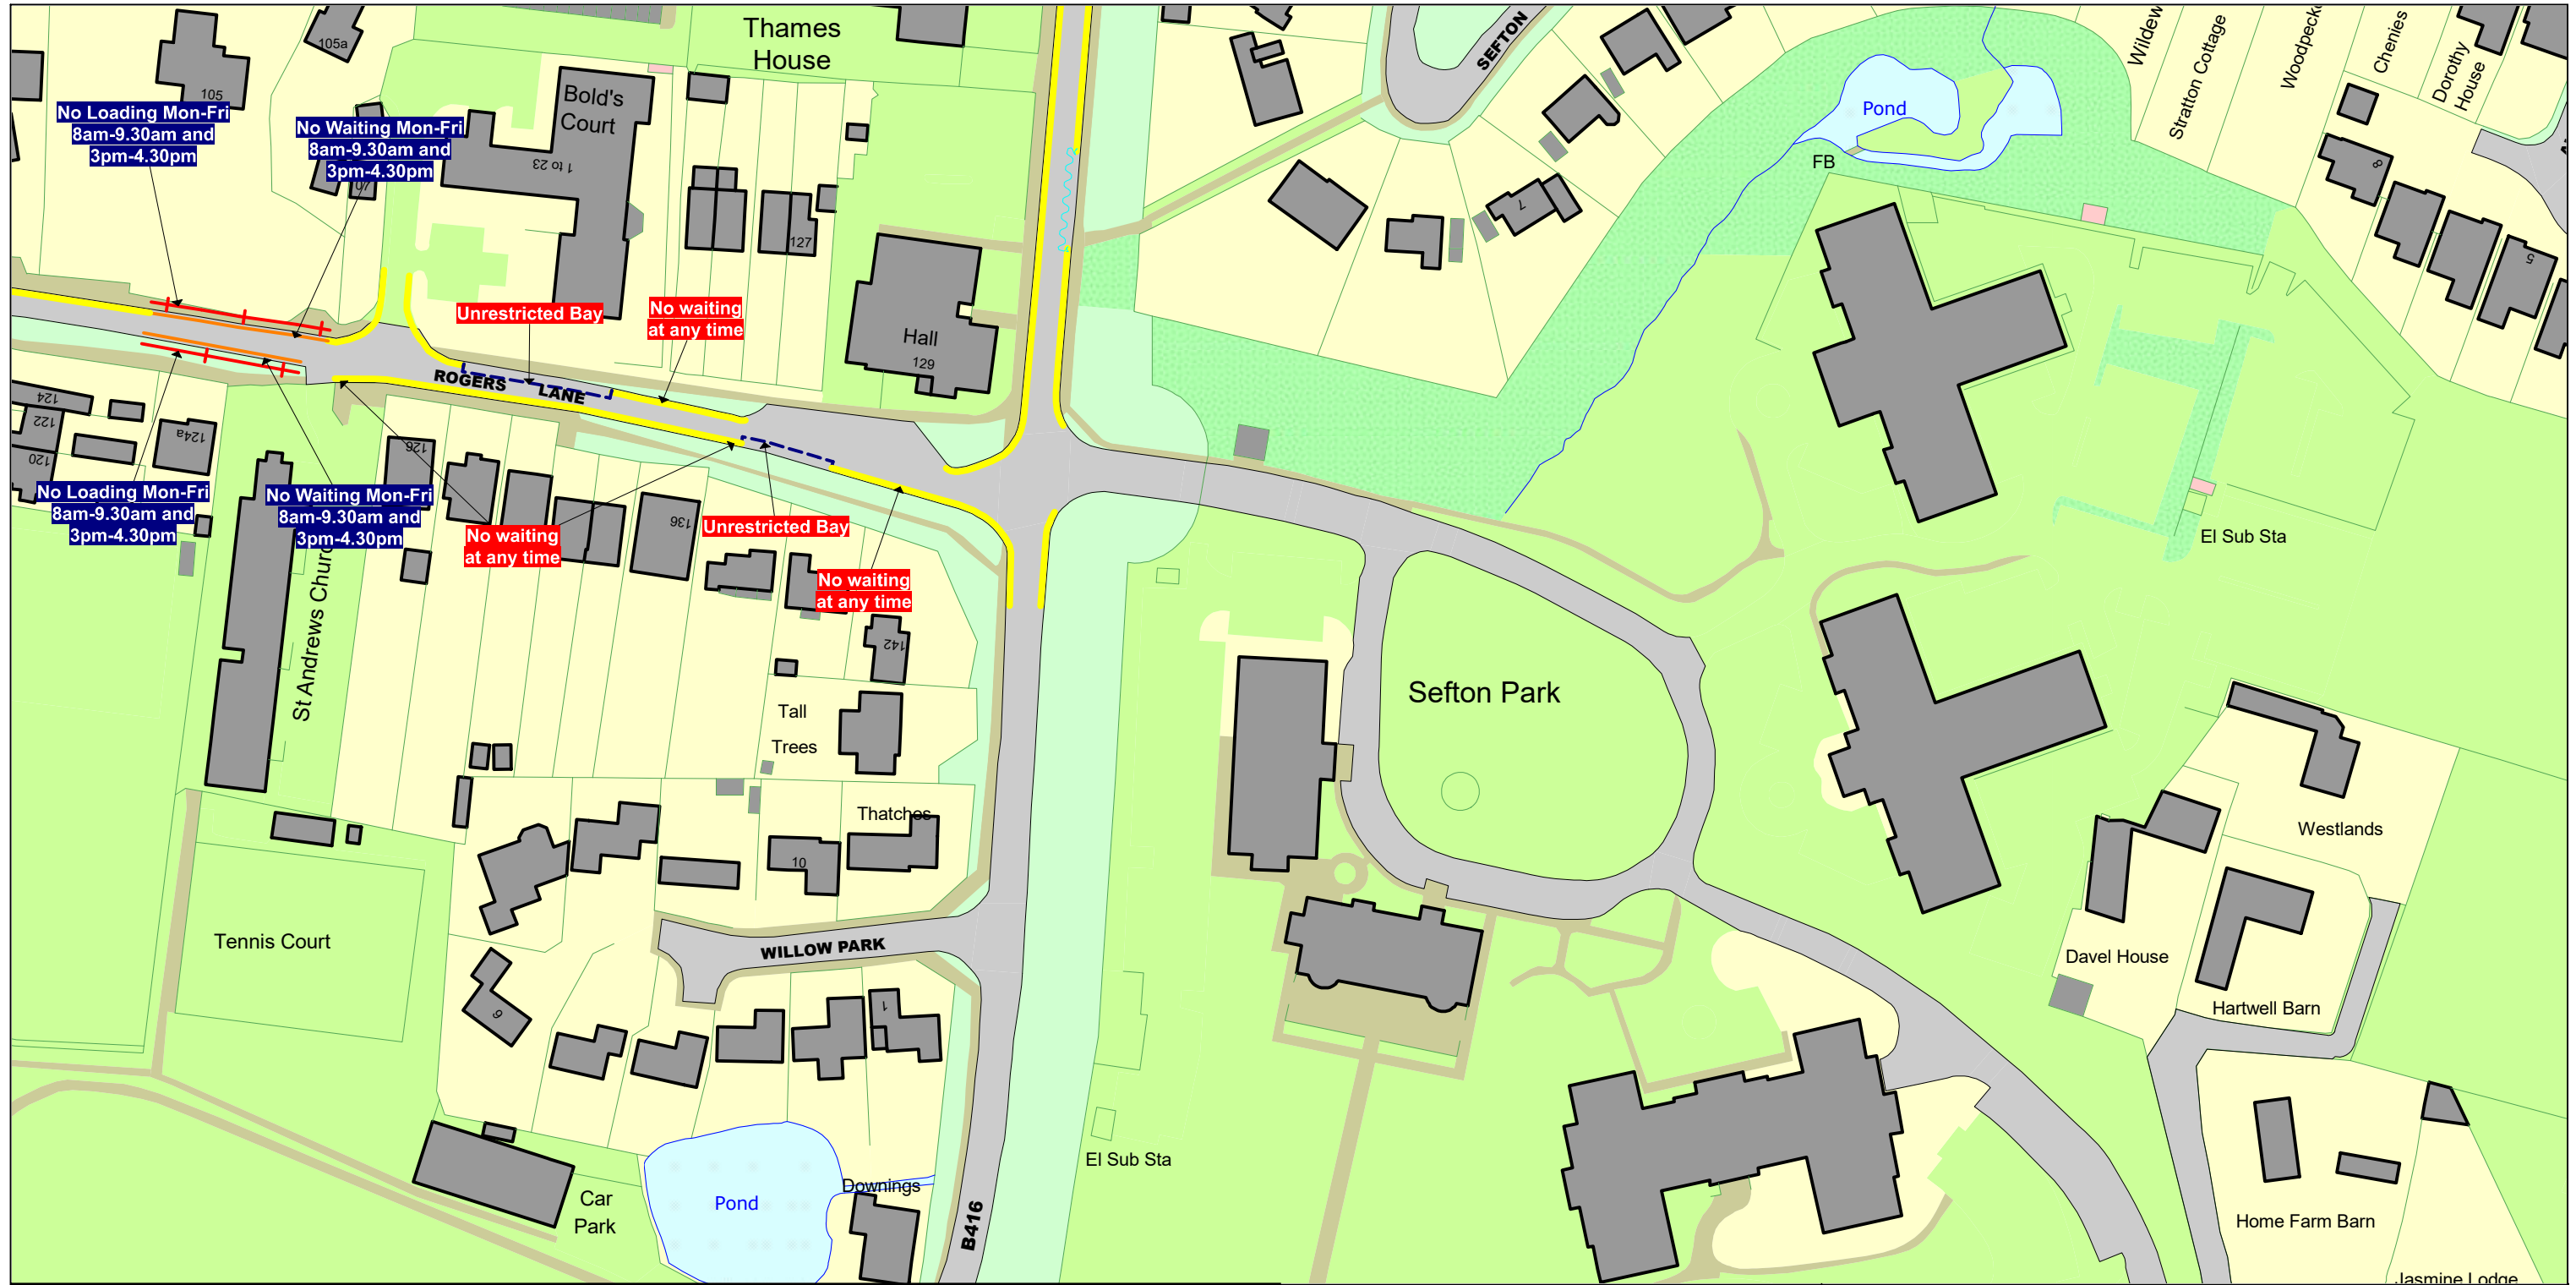 Thames
House
SEFTON
Wildew
Stratton Cottage
Woodpecke
Chenies
Dorothy
House
105a
105
Bold's
Court
1 to 23
No Loading Mon-Fri
8am-9.30am and
3pm-4.30pm
No Waiting Mon-Fri
8am-9.30am and
3pm-4.30pm
07
127
Pond
FB
8
7
5
Unrestricted Bay
No waiting
at any time
Hall
129
ROGERS LANE
124
122
120
124a
126
136
No Loading Mon-Fri
8am-9.30am and
3pm-4.30pm
No Waiting Mon-Fri
8am-9.30am and
3pm-4.30pm
No waiting
at any time
Unrestricted Bay
No waiting
at any time
El Sub Sta
St Andrews Churc
142
Tall
Trees
Sefton Park
Thatches
10
Westlands
Tennis Court
WILLOW PARK
Davel House
Hartwell Barn
9
1
El Sub Sta
Car
Park
Pond
Downings
B416
Home Farm Barn
Jasmine Lodge